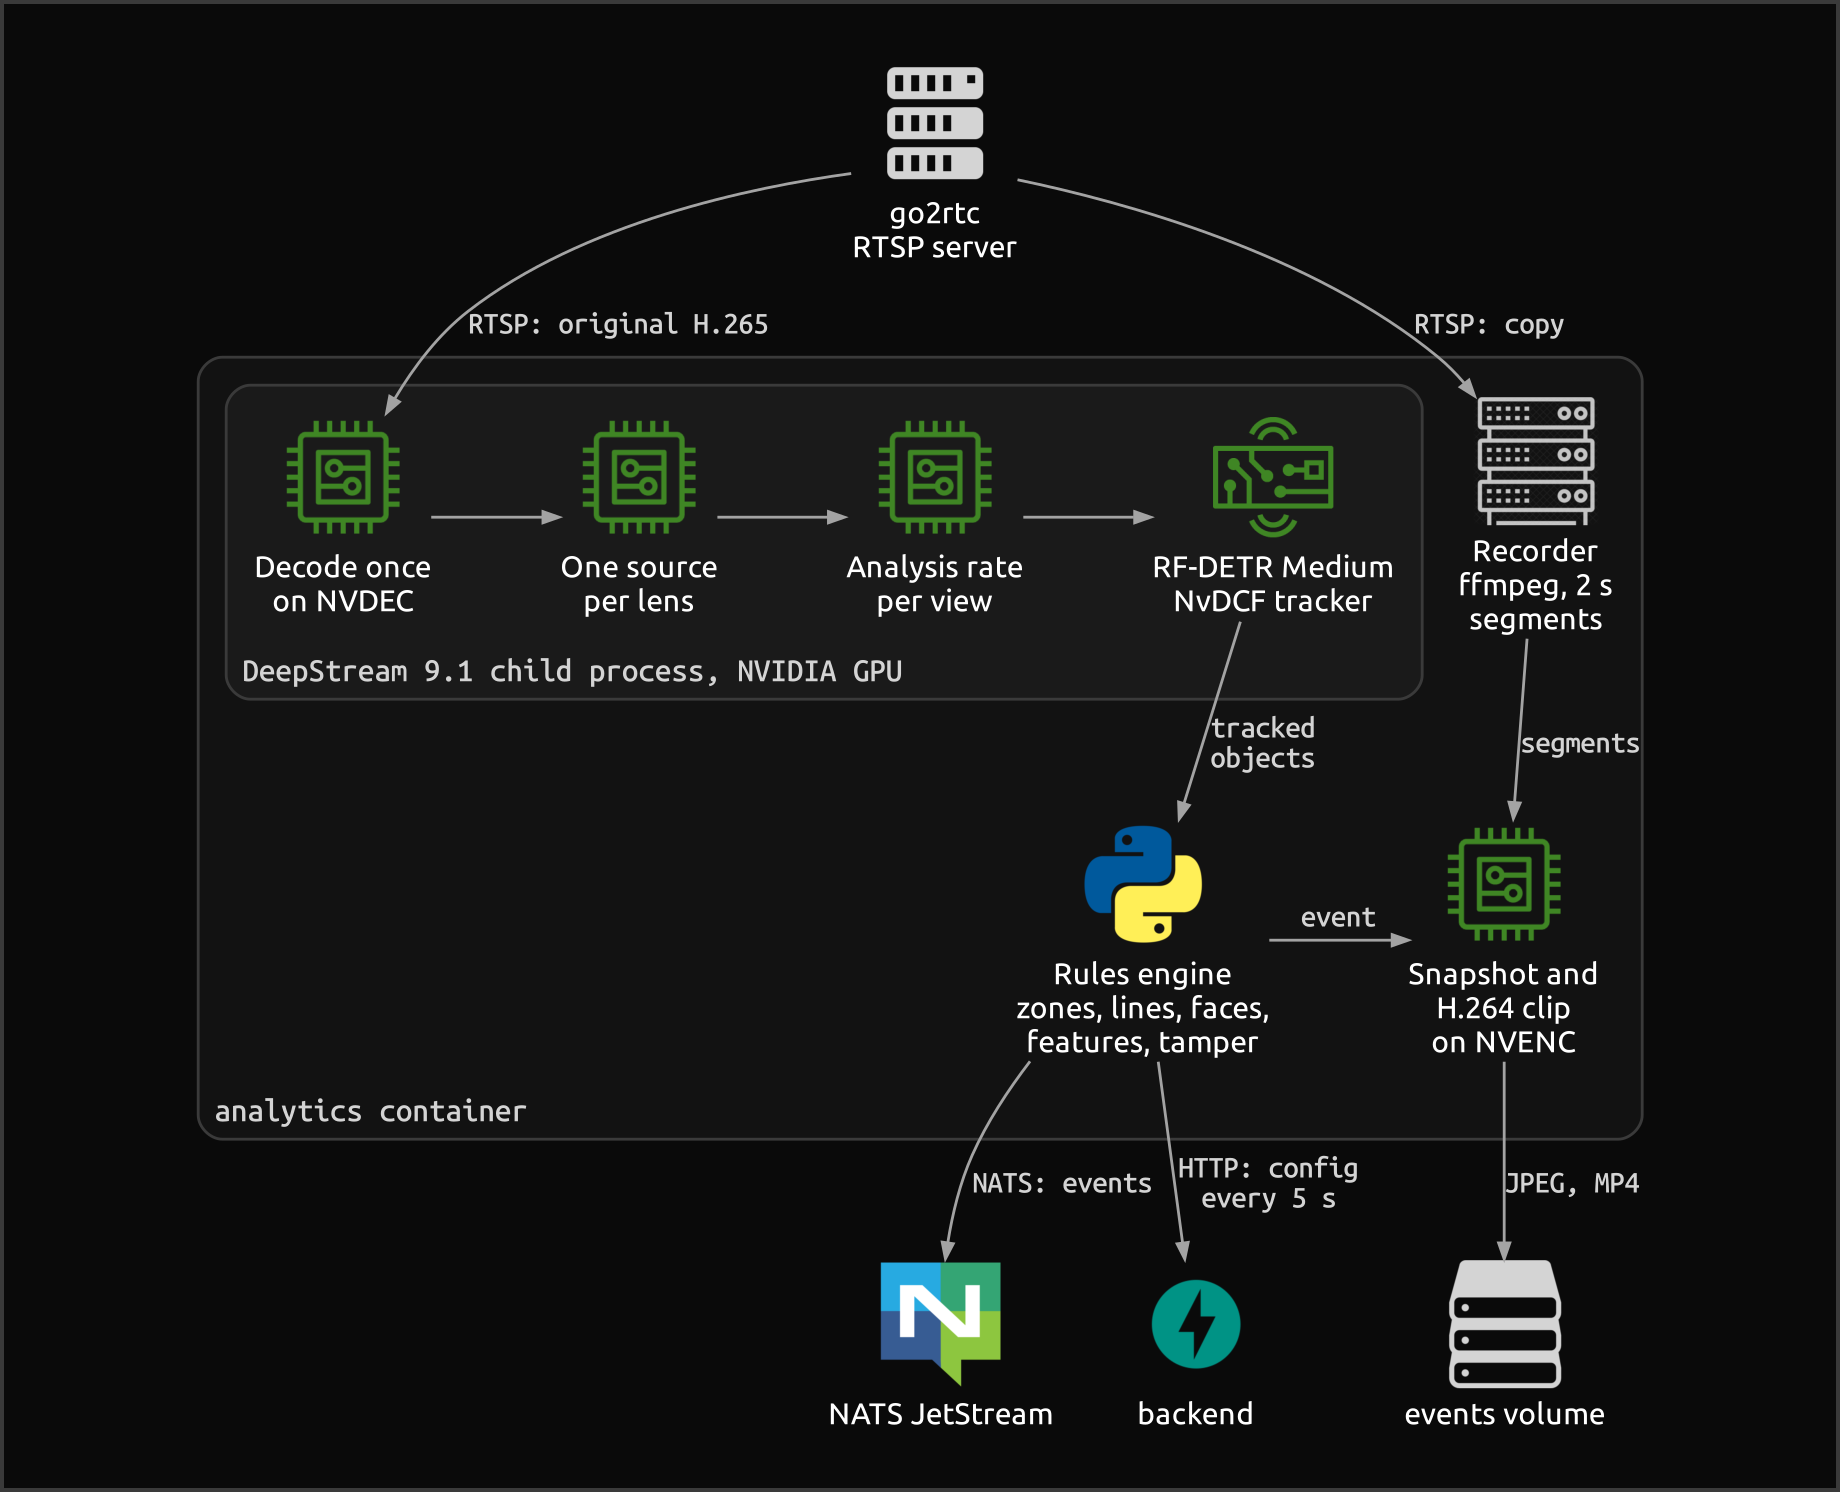 go2rtc
RTSP server
RTSP: original H.265
RTSP: copy
Decode once
on NVDEC
One source
per lens
Analysis rate
per view
RF-DETR Medium
NvDCF tracker
Recorder
ffmpeg, 2 s
segments
DeepStream 9.1 child process, NVIDIA GPU
tracked
objects
segments
event
Rules engine
zones, lines, faces,
features, tamper
Snapshot and
H.264 clip
on NVENC
analytics container
NATS: events
HTTP: config
every 5 s
JPEG, MP4
N
NATS JetStream
backend
events volume